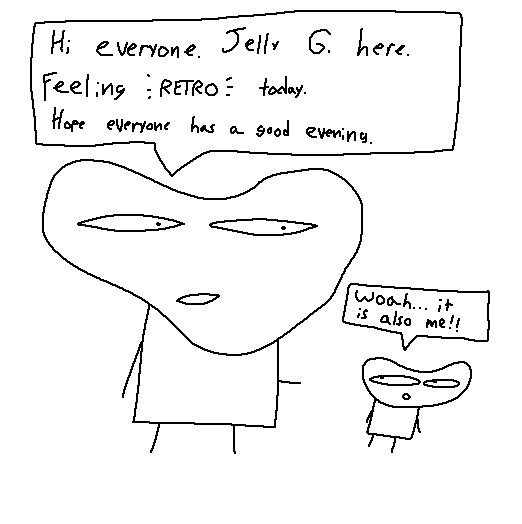 Hi everyone. Jelly G. here.
Feeling RETRO today.
Hope everyone has a good evening.
Woah... it
is also me!!